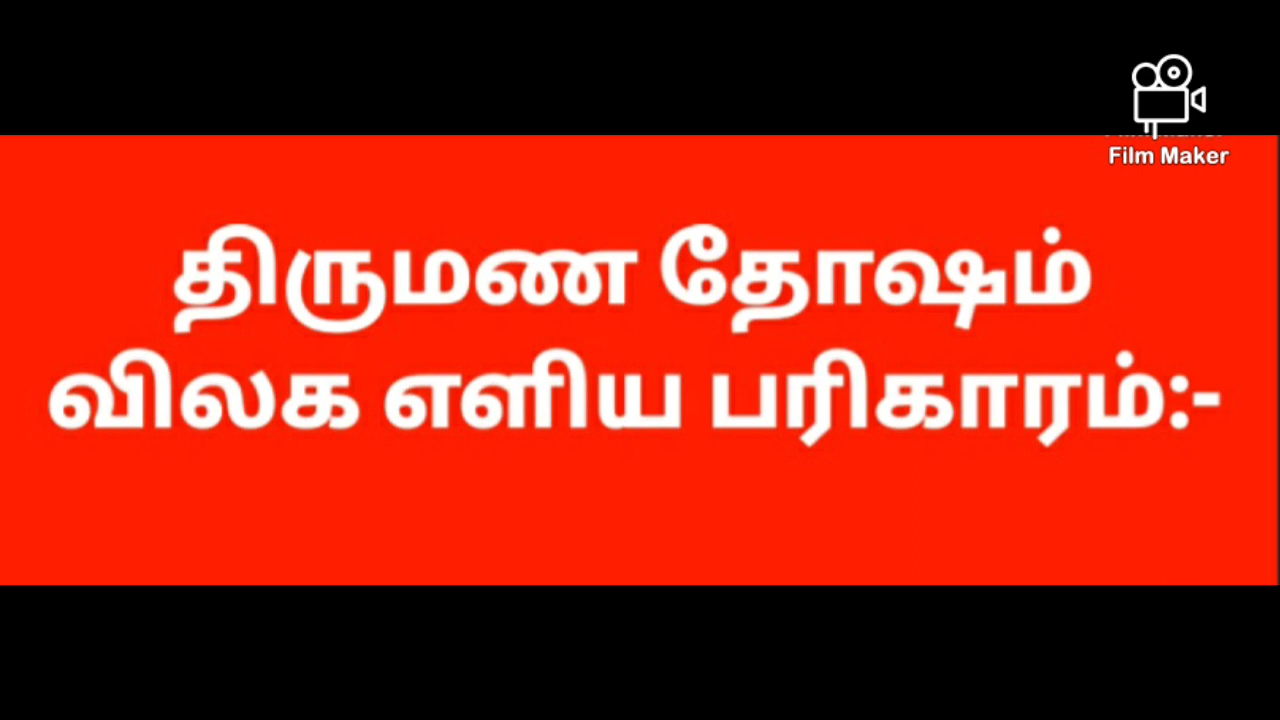 Film Maker
திருமண தோஷம்
விலக எளிய பரிகாரம்:-